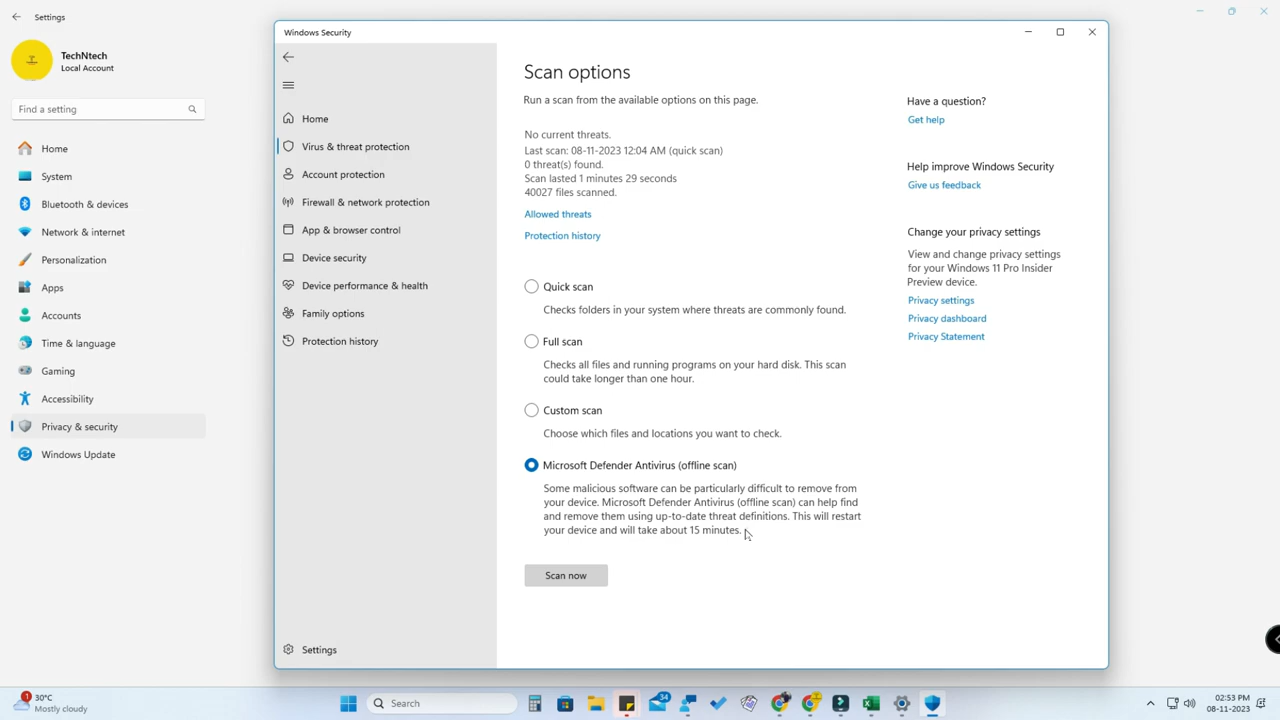 Settings
TechNtech
Local Account
Find a setting
Home
System
Bluetooth & devices
Network & internet
Personalization
Apps
Accounts
Time & language
Gaming
Accessibility
Privacy & security
Windows Update
Windows Security
Home
Virus & threat protection
Account protection
Firewall & network protection
App & browser control
Device security
Device performance & health
Family options
Protection history
Settings
Scan options
Run a scan from the available options on this page.
No current threats.
Last scan: 08-11-2023 12:04 AM (quick scan)
0 threat(s) found.
Scan lasted 1 minutes 29 seconds
40027 files scanned.
Allowed threats
Protection history
Quick scan
Checks folders in your system where threats are commonly found.
Full scan
Checks all files and running programs on your hard disk. This scan
could take longer than one hour.
Custom scan
Choose which files and locations you want to check.
Microsoft Defender Antivirus (offline scan)
Some malicious software can be particularly difficult to remove from
your device. Microsoft Defender Antivirus (offline scan) can help find
and remove them using up-to-date threat definitions. This will restart
your device and will take about 15 minutes.
Scan now
Have a question?
Get help
Help improve Windows Security
Give us feedback
Change your privacy settings
View and change privacy settings
for your Windows 11 Pro Insider
Preview device.
Privacy settings
Privacy dashboard
Privacy Statement
1
30°C
Mostly cloudy
Search
34
02:53 PM
08-11-2023